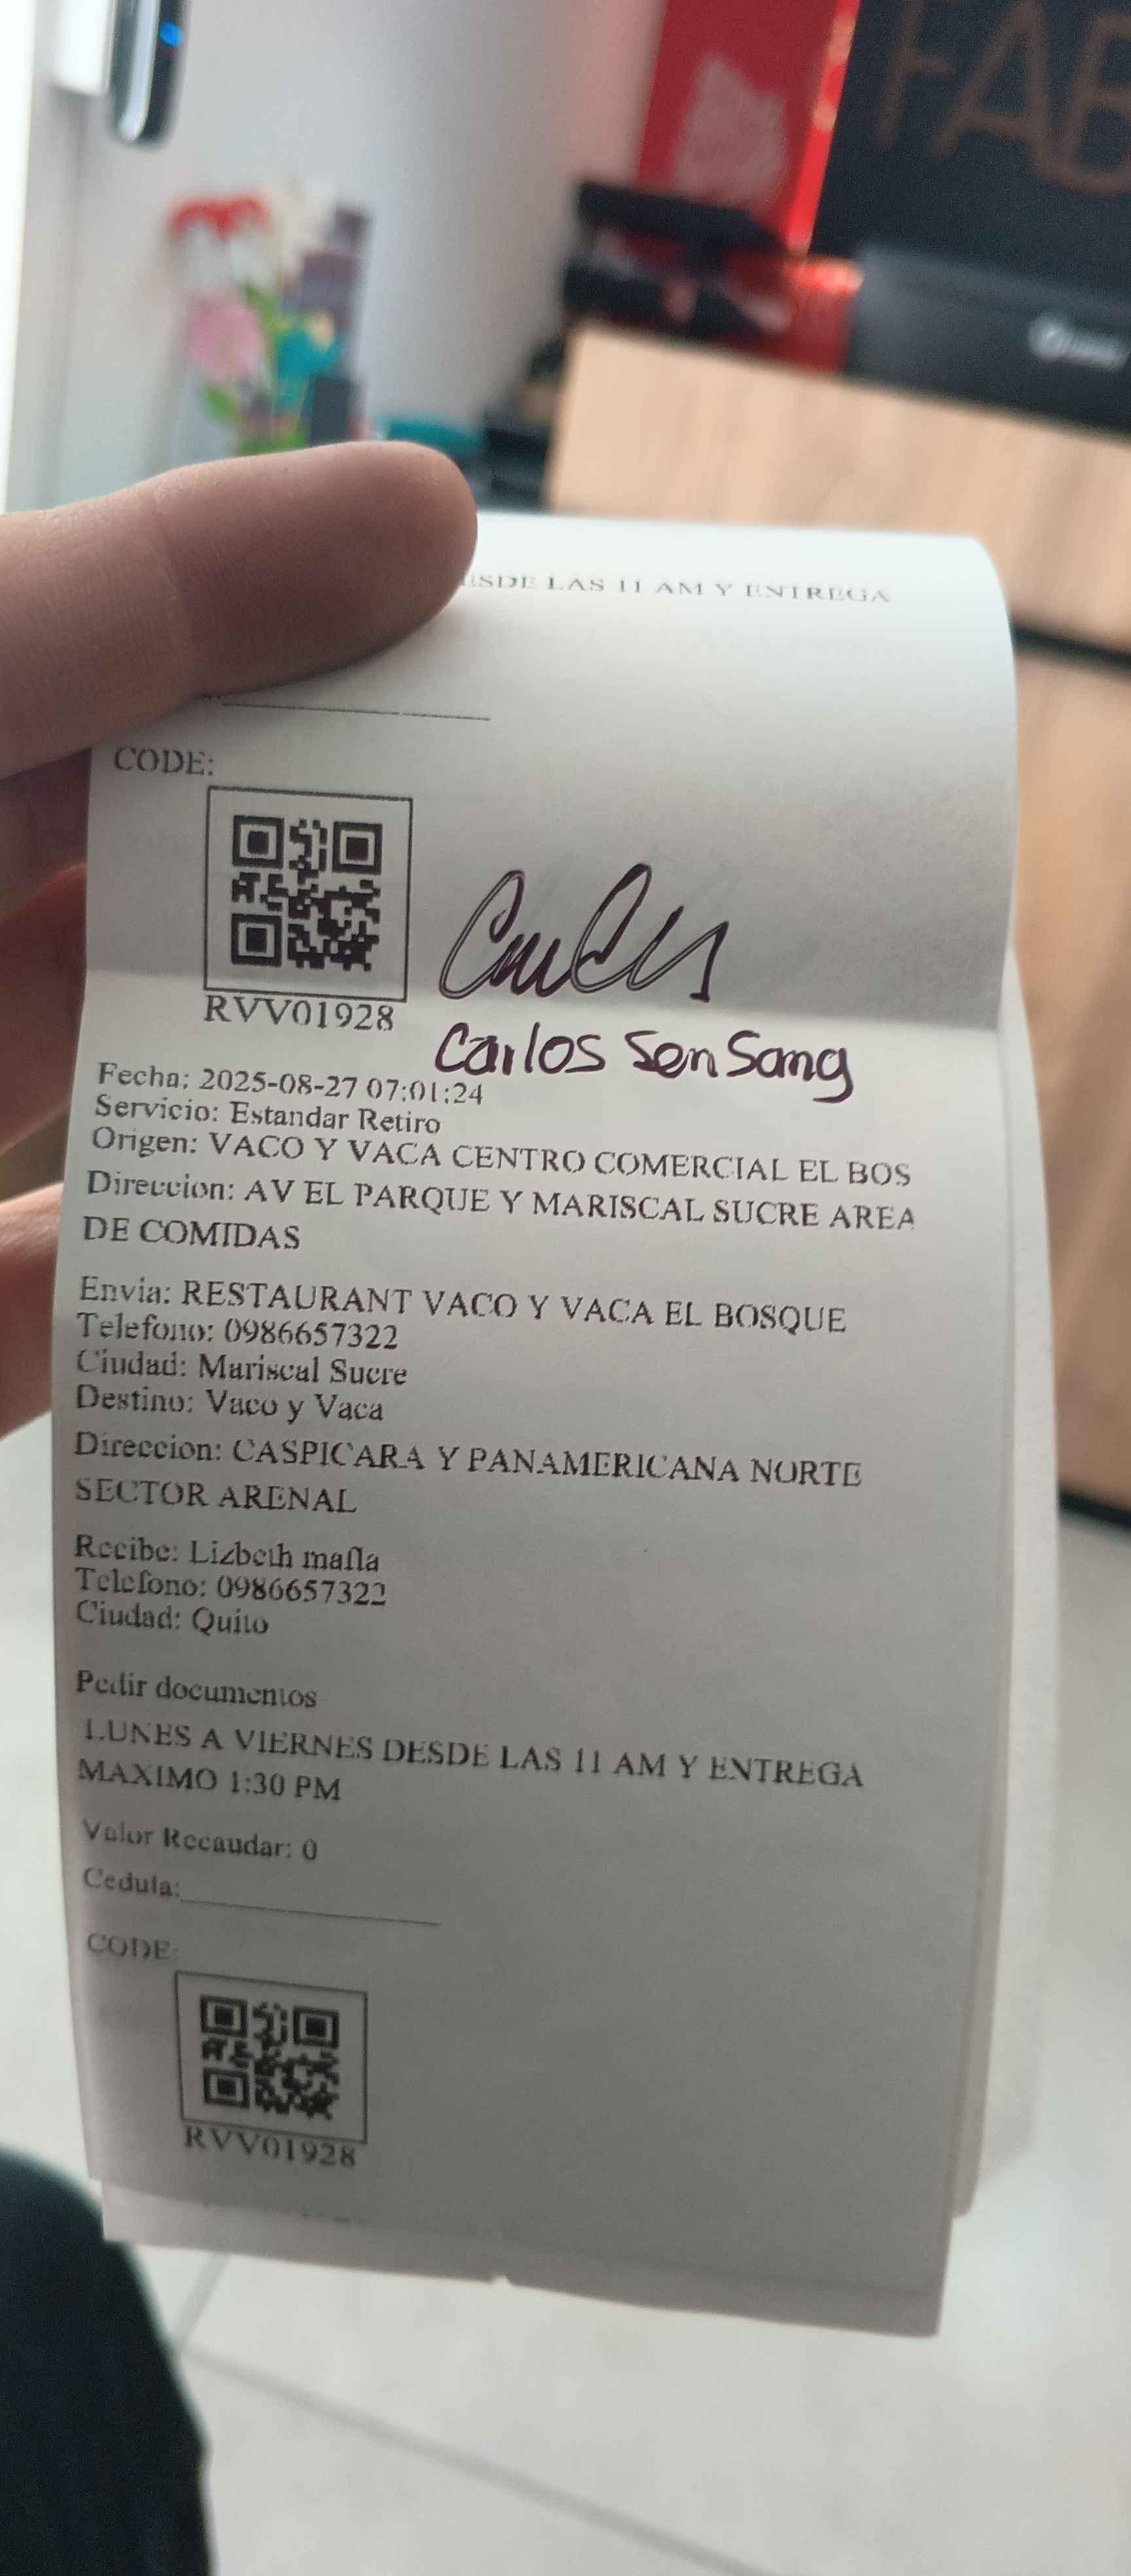 FAB
DESDE LAS 11 AM Y ENTREGA
CODE:
RVV01928
Carlos Sen Sang
Fecha: 2025-08-27 07:01:24
Servicio: Estandar Retiro
Origen: VACO Y VACA CENTRO COMERCIAL EL BOS
Direccion: AV EL PARQUE Y MARISCAL SUCRE AREA
DE COMIDAS
Envia: RESTAURANT VACO Y VACA EL BOSQUE
Telefono: 0986657322
Ciudad: Mariscal Sucre
Destino: Vaco y Vaca
Direccion: CASPICARA Y PANAMERICANA NORTE
SECTOR ARENAL
Recibe: Lizbeth mafla
Telefono: 0986657322
Ciudad: Quito
Pedir documentos
LUNES A VIERNES DESDE LAS 11 AM Y ENTREGA
MAXIMO 1:30 PM
Valor Recaudar: 0
Cedula:
CODE:
RVV01928